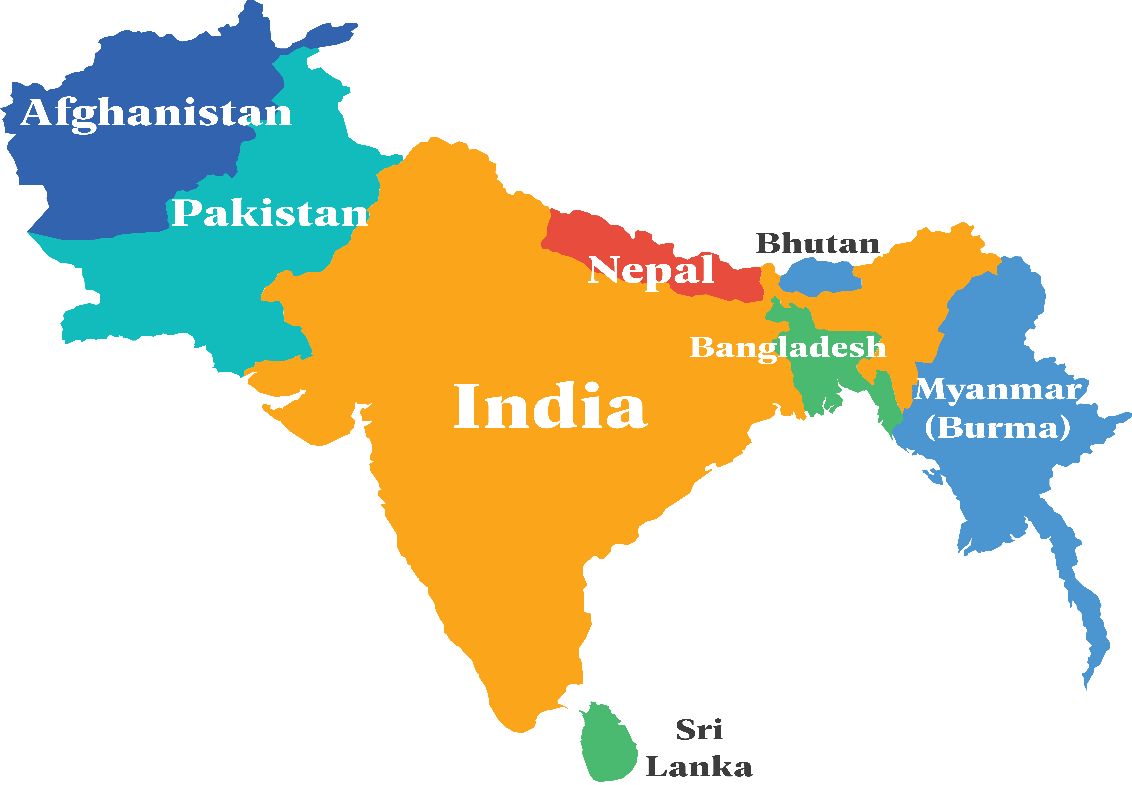 Afghanistan
Pakistan
Nepal
Bhutan
Bangladesh
India
Myanmar
(Burma)
Sri
Lanka